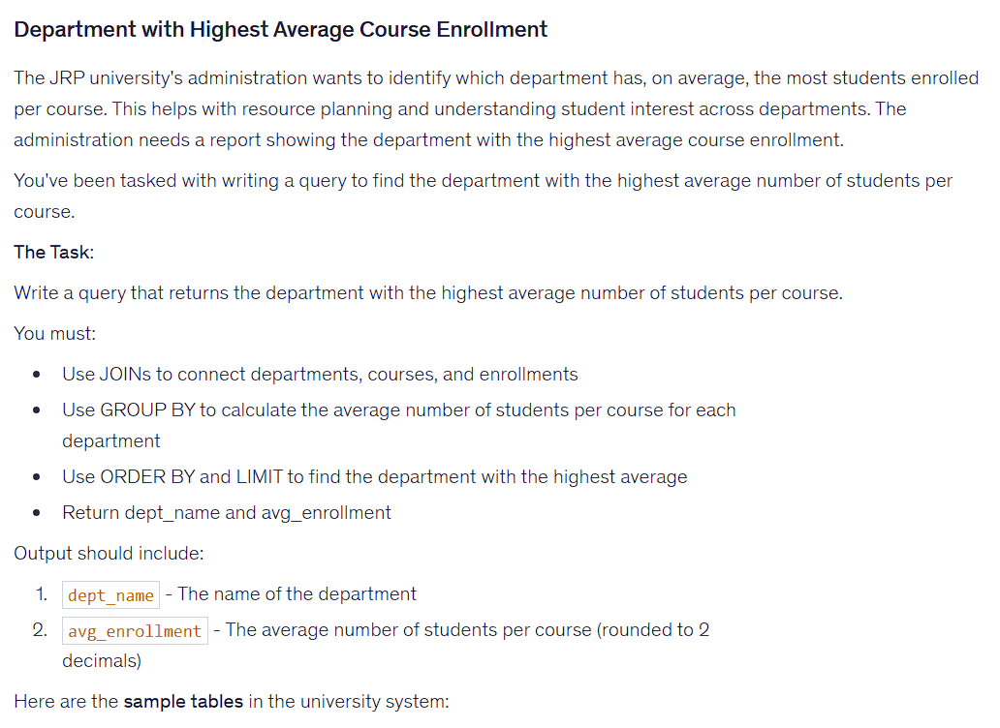 Department with Highest Average Course Enrollment
The JRP university's administration wants to identify which department has, on average, the most students enrolled
per course. This helps with resource planning and understanding student interest across departments. The
administration needs a report showing the department with the highest average course enrollment.
You've been tasked with writing a query to find the department with the highest average number of students per
course.
The Task:
Write a query that returns the department with the highest average number of students per course.
You must:
• Use JOINs to connect departments, courses, and enrollments
• Use GROUP BY to calculate the average number of students per course for each
department
• Use ORDER BY and LIMIT to find the department with the highest average
• Return dept_name and avg_enrollment
Output should include:
1. dept_name - The name of the department
2. avg_enrollment - The average number of students per course (rounded to 2
decimals)
Here are the sample tables in the university system: